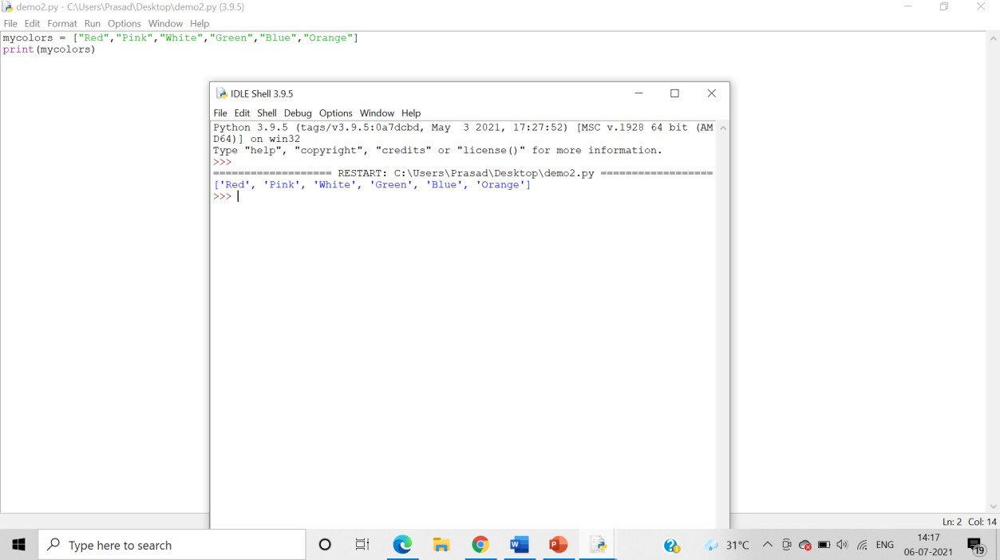 demo2.py - C:\Users\Prasad\Desktop\demo2.py (3.9.5)
File Edit Format Run Options Window Help
mycolors = ["Red","Pink","White","Green","Blue","Orange"]
print(mycolors)
IDLE Shell 3.9.5
File Edit Shell Debug Options Window Help
Python 3.9.5 (tags/v3.9.5:0a7dcbd, May  3 2021, 17:27:52) [MSC v.1928 64 bit (AM
D64)] on win32
Type "help", "copyright", "credits" or "license()" for more information.
>>>
=================== RESTART: C:\Users\Prasad\Desktop\demo2.py ==================
['Red', 'Pink', 'White', 'Green', 'Blue', 'Orange']
>>>
Ln: 2 Col: 14
Type here to search
31°C
ENG
14:17
06-07-2021
19